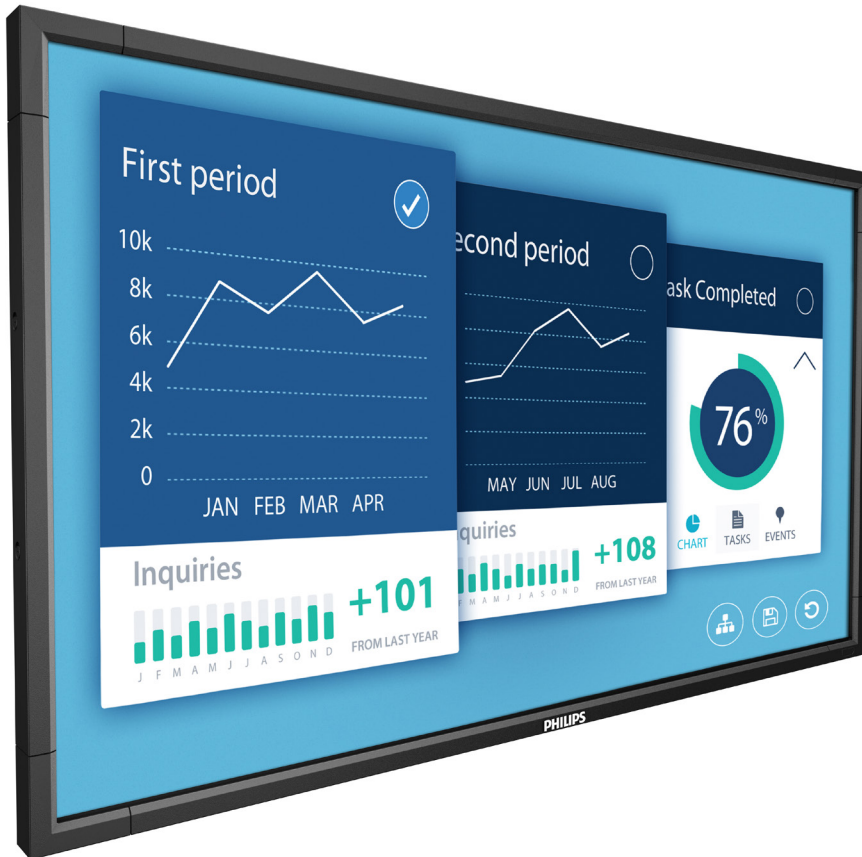 First period
10k
8k
6k
4k
2k
0
JAN FEB MAR APR
Inquiries
+101
FROM LAST YEAR
J F M A M J J A S O N D
econd period
MAY JUN JUL AUG
quiries
+108
FROM LAST YEAR
F M A M J J A S O N D
ask Completed
76%
CHART TASKS EVENTS
PHILIPS